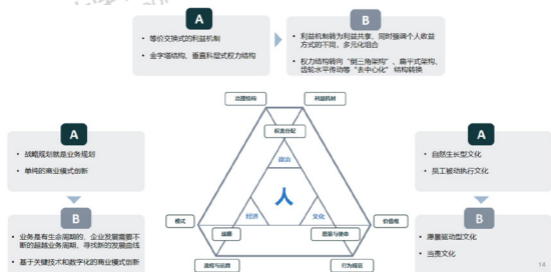 A
• 等价交换式的利益机制
• 金字塔结构、垂直科层式权力结构
B
• 利益机制转为利益共享、同时强调个人收益
方式的不同，多元化组合
• 权力结构转向“倒三角架构”、扁平式架构、
齿轮水平传动等“去中心化”结构转换
A
• 战略规划就是业务规划
• 单纯的商业模式创新
B
• 业务是有生命周期的，企业发展需要不
断的超越业务周期，寻找新的发展曲线
• 基于关键技术和数字化的商业模式创新
治理结构
利益机制
权责分配
政治
人
经济
文化
模式
价值观
战略
愿景与使命
流程与运营
行为规范
A
• 自然生长型文化
• 员工被动执行文化
B
• 愿景驱动型文化
• 当责文化
14